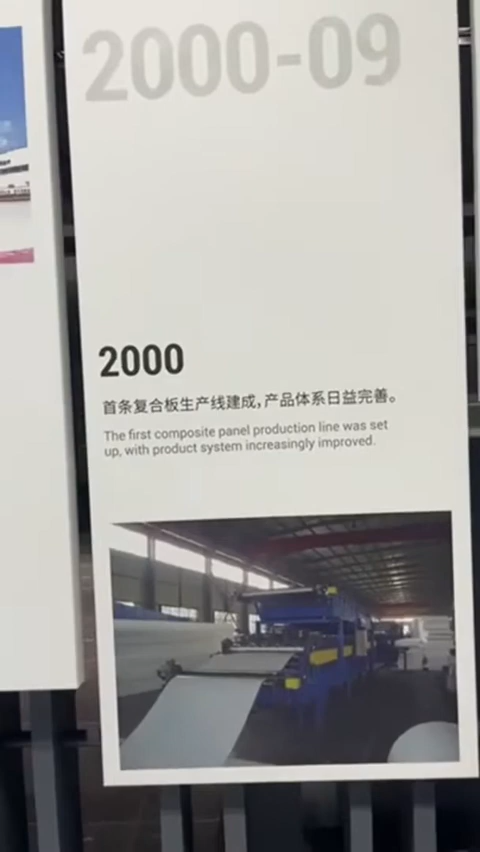 2000-09
2000
首条复合板生产线建成，产品体系日益完善。
The first composite panel production line was set
up, with product system increasingly improved.